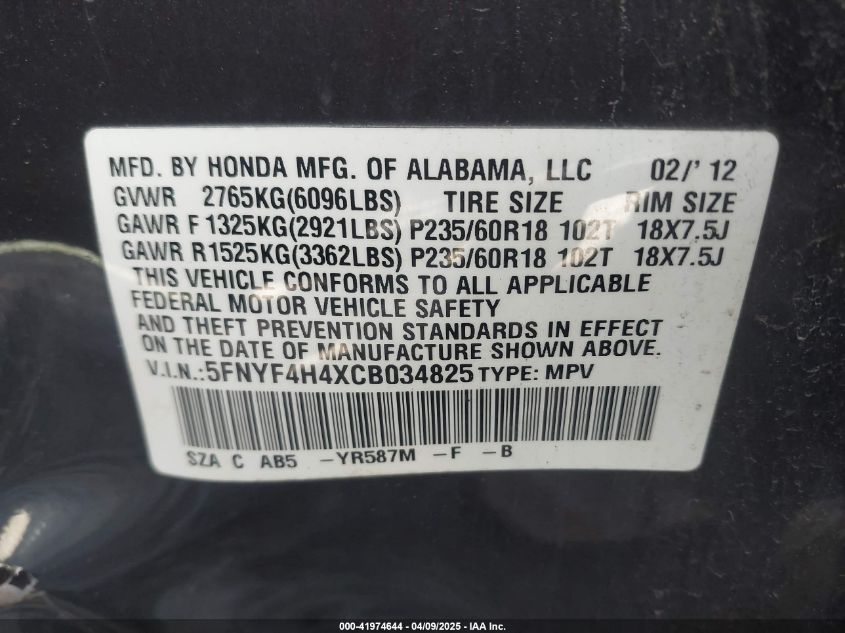 MFD. BY HONDA MFG. OF ALABAMA, LLC 02/' 12
GVWR 2765KG(6096LBS) TIRE SIZE RIM SIZE
GAWR F 1325KG(2921LBS) P235/60R18 102T 18X7.5J
GAWR R1525KG(3362LBS) P235/60R18 102T 18X7.5J
THIS VEHICLE CONFORMS TO ALL APPLICABLE
FEDERAL MOTOR VEHICLE SAFETY
AND THEFT PREVENTION STANDARDS IN EFFECT
ON THE DATE OF MANUFACTURE SHOWN ABOVE.
V.I.N.:5FNYF4H4XCB034825 TYPE: MPV
SZA C AB5 -YR587M -F -B
000-41974644 / 04/09/2025 - IAA Inc.